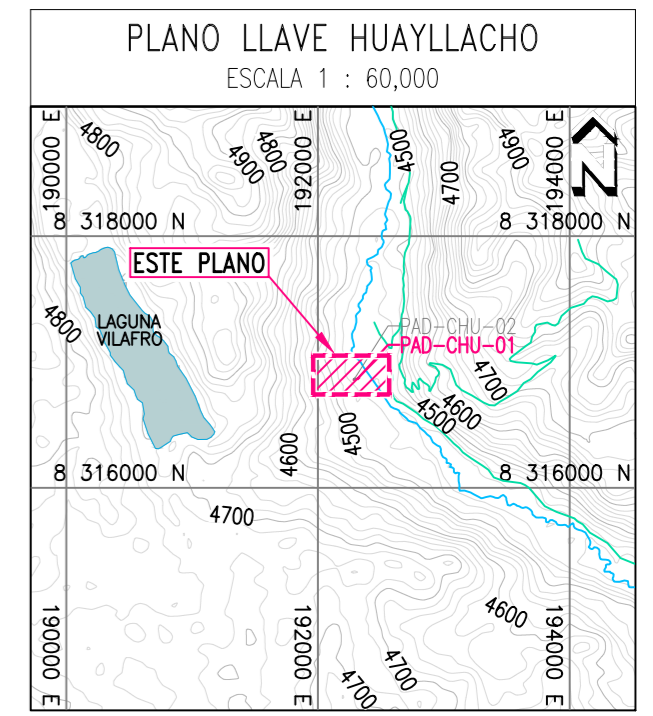 PLANO LLAVE HUAYLLACHO
ESCALA 1 : 60,000
190000 E
4800
4800
4900
192000 E
4500
4700
4900
194000 E
N
8 318000 N
8 318000 N
ESTE PLANO
4800
LAGUNA
VILAFRO
PAD-CHU-02
PAD-CHU-01
4700
4600
4500
4500
4600
8 316000 N
8 316000 N
4700
4600
190000 E
192000 E
194000 E
4700
4700